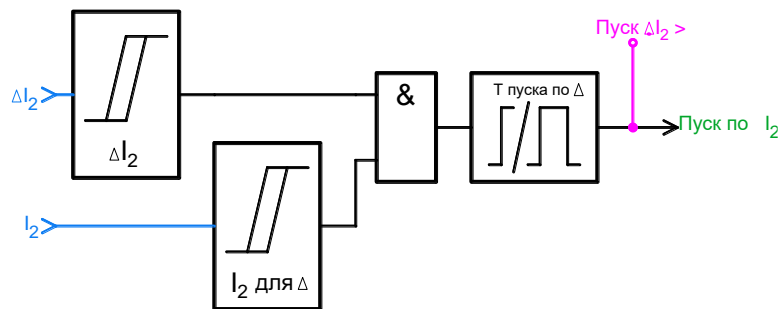 Пуск ΔI2 >
ΔI2
ΔI2
&
Т пуска по Δ
Пуск по I2
I2
I2 для Δ